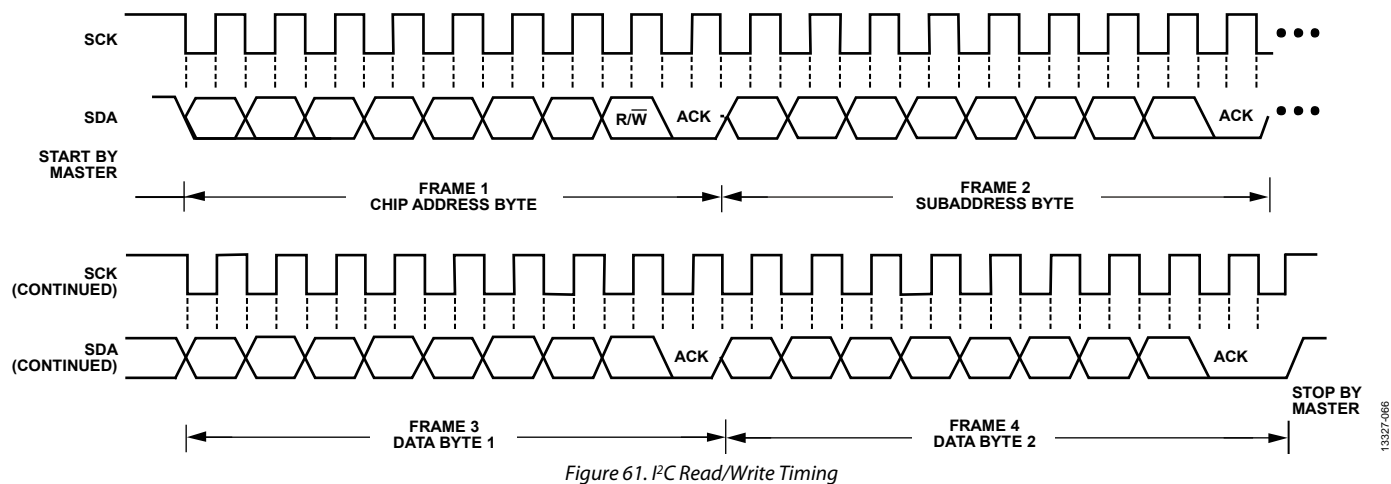 SCK
SDA
R/W̅
ACK
ACK
START BY
MASTER
FRAME 1
CHIP ADDRESS BYTE
FRAME 2
SUBADDRESS BYTE
SCK
(CONTINUED)
SDA
(CONTINUED)
ACK
ACK
STOP BY
MASTER
FRAME 3
DATA BYTE 1
FRAME 4
DATA BYTE 2
13327-066
Figure 61. I²C Read/Write Timing